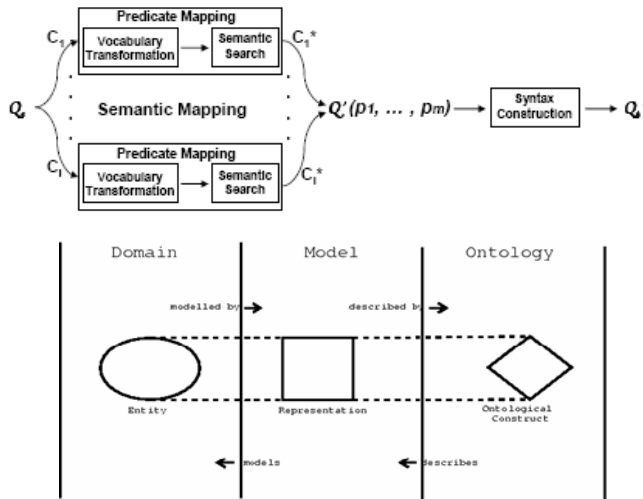 Predicate Mapping
C1
Vocabulary
Transformation
Semantic
Search
C1*
Semantic Mapping
Q'(p1, ... , pm)
Syntax
Construction
Predicate Mapping
Cl
Vocabulary
Transformation
Semantic
Search
Cl*
Domain
Model
Ontology
modelled by
described by
Entity
Representation
Ontological
Construct
models
describes